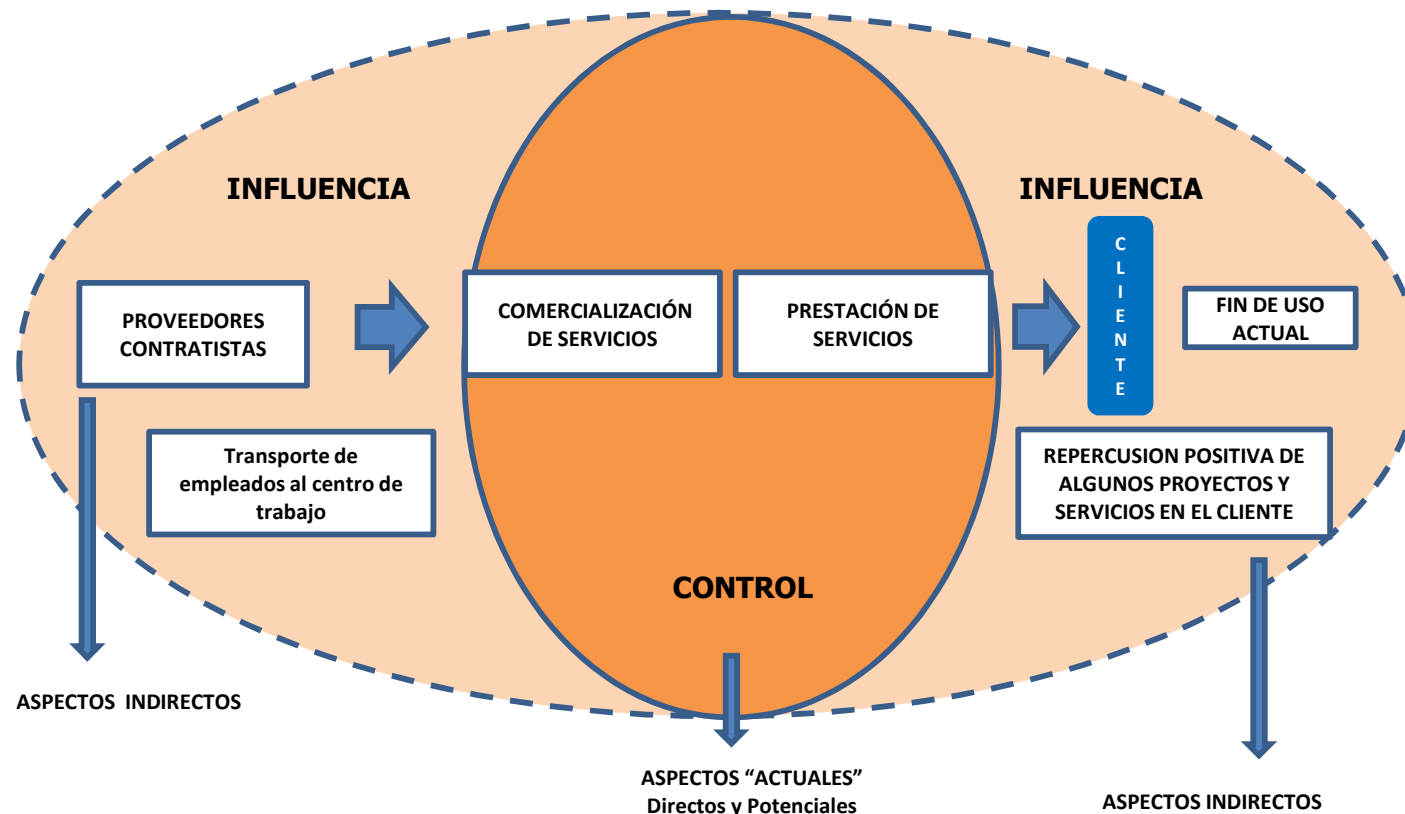 INFLUENCIA
INFLUENCIA
CLIENTE
PROVEEDORES
CONTRATISTAS
COMERCIALIZACIÓN
DE SERVICIOS
PRESTACIÓN DE
SERVICIOS
FIN DE USO
ACTUAL
Transporte de
empleados al centro de
trabajo
REPERCUSION POSITIVA DE
ALGUNOS PROYECTOS Y
SERVICIOS EN EL CLIENTE
CONTROL
ASPECTOS INDIRECTOS
ASPECTOS “ACTUALES”
Directos y Potenciales
ASPECTOS INDIRECTOS